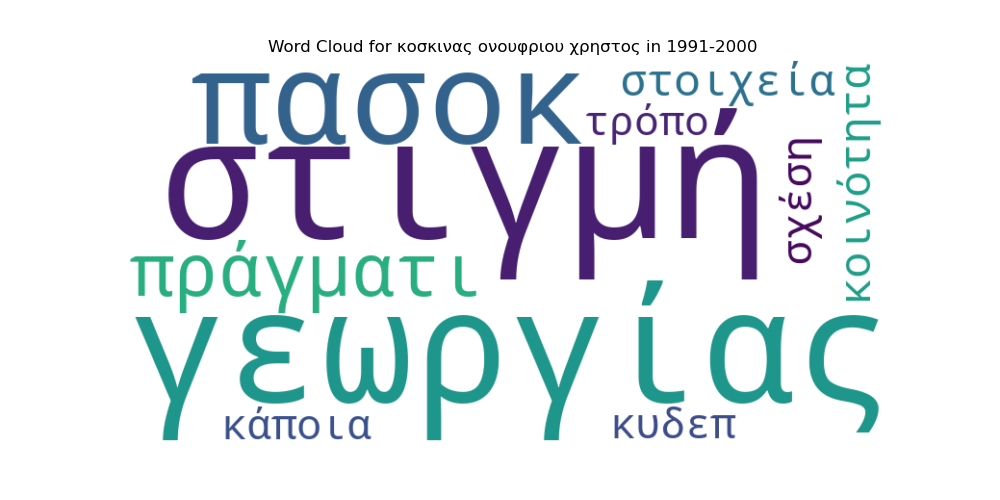 Word Cloud for κοσκινας ονουφριου χρηστος in 1991-2000
πασοκ
στοιχεία
τρόπο
στιγμή
σχέση
κοινότητα
πράγματι
γεωργίας
κάποια
κυδεπ